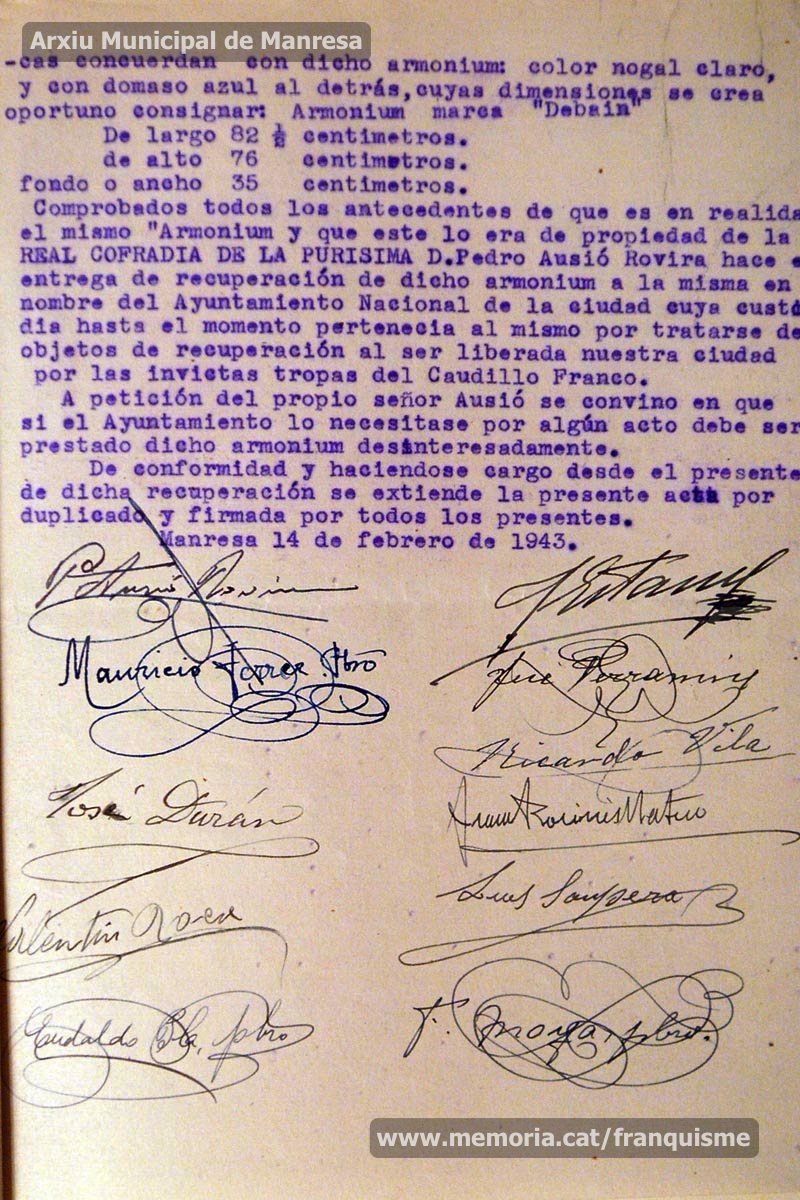 Arxiu Municipal de Manresa
-cas concuerdan con dicho armonium: color nogal claro,
y con domaso azul al detrás, cuyas dimensiones se crea
oportuno consignar: Armonium marca "Debain"
De largo 82 ½ centimetros.
de alto 76 centimetros.
fondo o ancho 35 centimetros.
Comprobados todos los antecedentes de que es en realida
el mismo "Armonium y que este lo era de propiedad de la
REAL COFRADIA DE LA PURISIMA D.Pedro Ausió Rovira hace e
entrega de recuperación de dicho armonium a la misma en
nombre del Ayuntamiento Nacional de la ciudad cuya custo
dia hasta el momento pertenecia al mismo por tratarse de
objetos de recuperación al ser liberada nuestra ciudad
por las invictas tropas del Caudillo Franco.
A petición del propio señor Ausió se convino en que
si el Ayuntamiento lo necesitase por algún acto debe ser
prestado dicho armonium desinteresadamente.
De conformidad y haciendose cargo desde el presente
de dicha recuperación se extiende la presente acta por
duplicado y firmada por todos los presentes.
Manresa 14 de febrero de 1943.
P. Ausió Rovira
Mauricio Ferrer Pbro
José
Ricardo Vila
José Durán
Mateu
Luis Sampera
Valentin Roca
Eudaldo Bla, pbro
F. Moya, pbro.
www.memoria.cat/franquisme